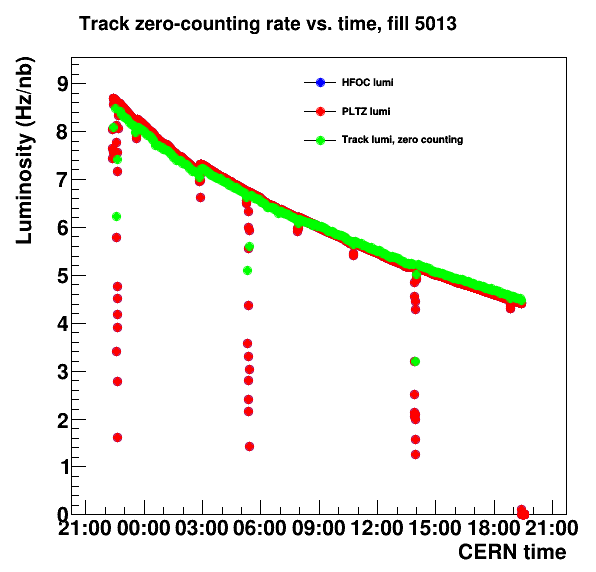 Track zero-counting rate vs. time, fill 5013
Luminosity (Hz/nb)
HFOC lumi
PLTZ lumi
Track lumi, zero counting
9
8
7
6
5
4
3
2
1
0
21:00 00:00 03:00 06:00 09:00 12:00 15:00 18:00 21:00
CERN time